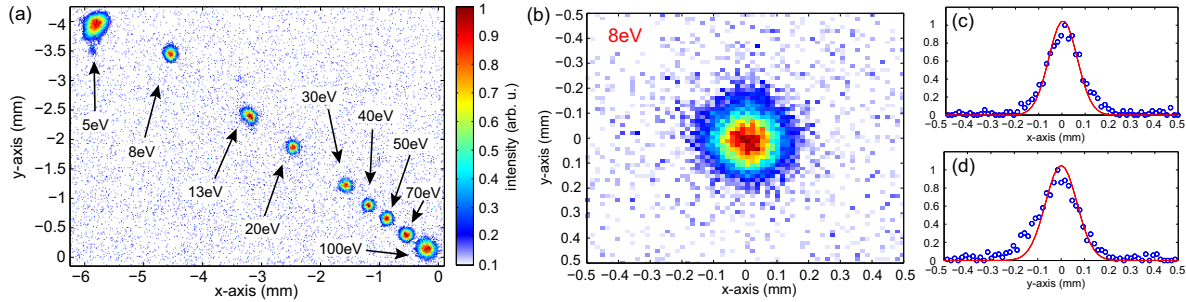 (a)
−4
−3.5
−3
−2.5
−2
−1.5
−1
−0.5
0
y-axis (mm)
5eV
8eV
13eV
20eV
30eV
40eV
50eV
70eV
100eV
−6
−5
−4
−3
−2
−1
0
x-axis (mm)
1
0.9
0.8
0.7
0.6
0.5
0.4
0.3
0.2
0.1
intensity (arb. u.)
(b)
8eV
−0.5
−0.4
−0.3
−0.2
−0.1
0
0.1
0.2
0.3
0.4
0.5
y-axis (mm)
−0.5 −0.4 −0.3 −0.2 −0.1 0 0.1 0.2 0.3 0.4 0.5
x-axis (mm)
(c)
1
0.8
0.6
0.4
0.2
0
-0.5 -0.4 -0.3 -0.2 -0.1 0 0.1 0.2 0.3 0.4 0.5
x-axis (mm)
(d)
1
0.8
0.6
0.4
0.2
0
-0.5 -0.4 -0.3 -0.2 -0.1 0 0.1 0.2 0.3 0.4 0.5
y-axis (mm)